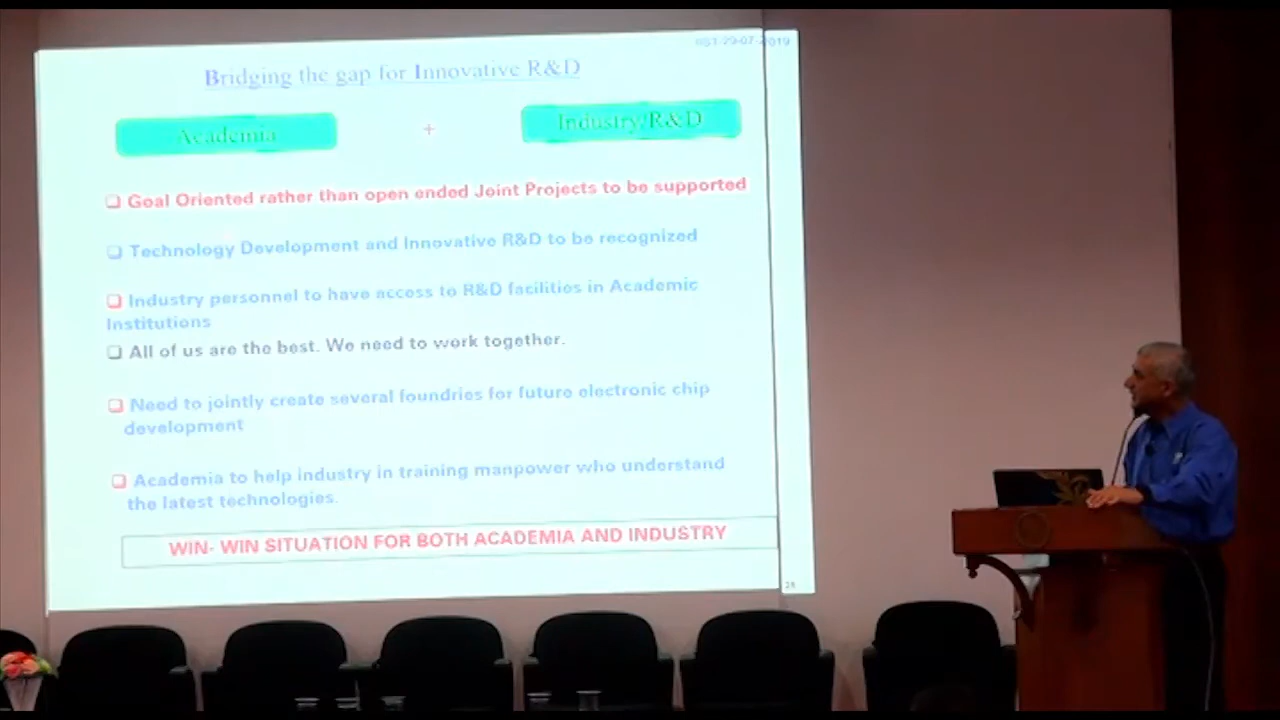 29-07-2019
Bridging the gap for Innovative R&D
Academia + Industry/R&D
Goal Oriented rather than open ended Joint Projects to be supported
Technology Development and Innovative R&D to be recognized
Industry personnel to have access to R&D facilities in Academic
Institutions
All of us are the best. We need to work together.
Need to jointly create several foundries for future electronic chip
development
Academia to help industry in training manpower who understand
the latest technologies.
WIN- WIN SITUATION FOR BOTH ACADEMIA AND INDUSTRY